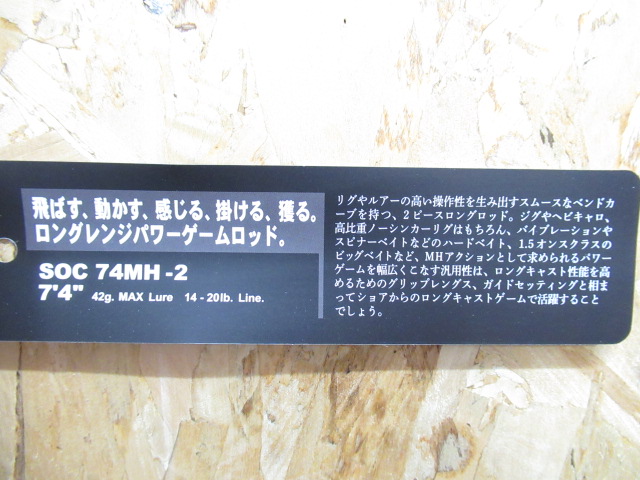 飛ばす、動かす、感じる、掛ける、獲る。
ロングレンジパワーゲームロッド。
SOC 74MH-2
7'4" 42g. MAX Lure 14-20lb. Line.
リグやルアーの高い操作性を生み出すスムースなベンドカ
ーブを持つ、2ピースロングロッド。ジグやヘビキャロ、
高比重ノーシンカーリグはもちろん、バイブレーションや
スピナーベイトなどのハードベイト、1.5オンスクラスの
ビッグベイトなど、MHアクションとして求められるパワー
ゲームを幅広くこなす汎用性は、ロングキャスト性能を高
めるためのグリップレングス、ガイドセッティングと相ま
ってショアからのロングキャストゲームで活躍すること
でしょう。